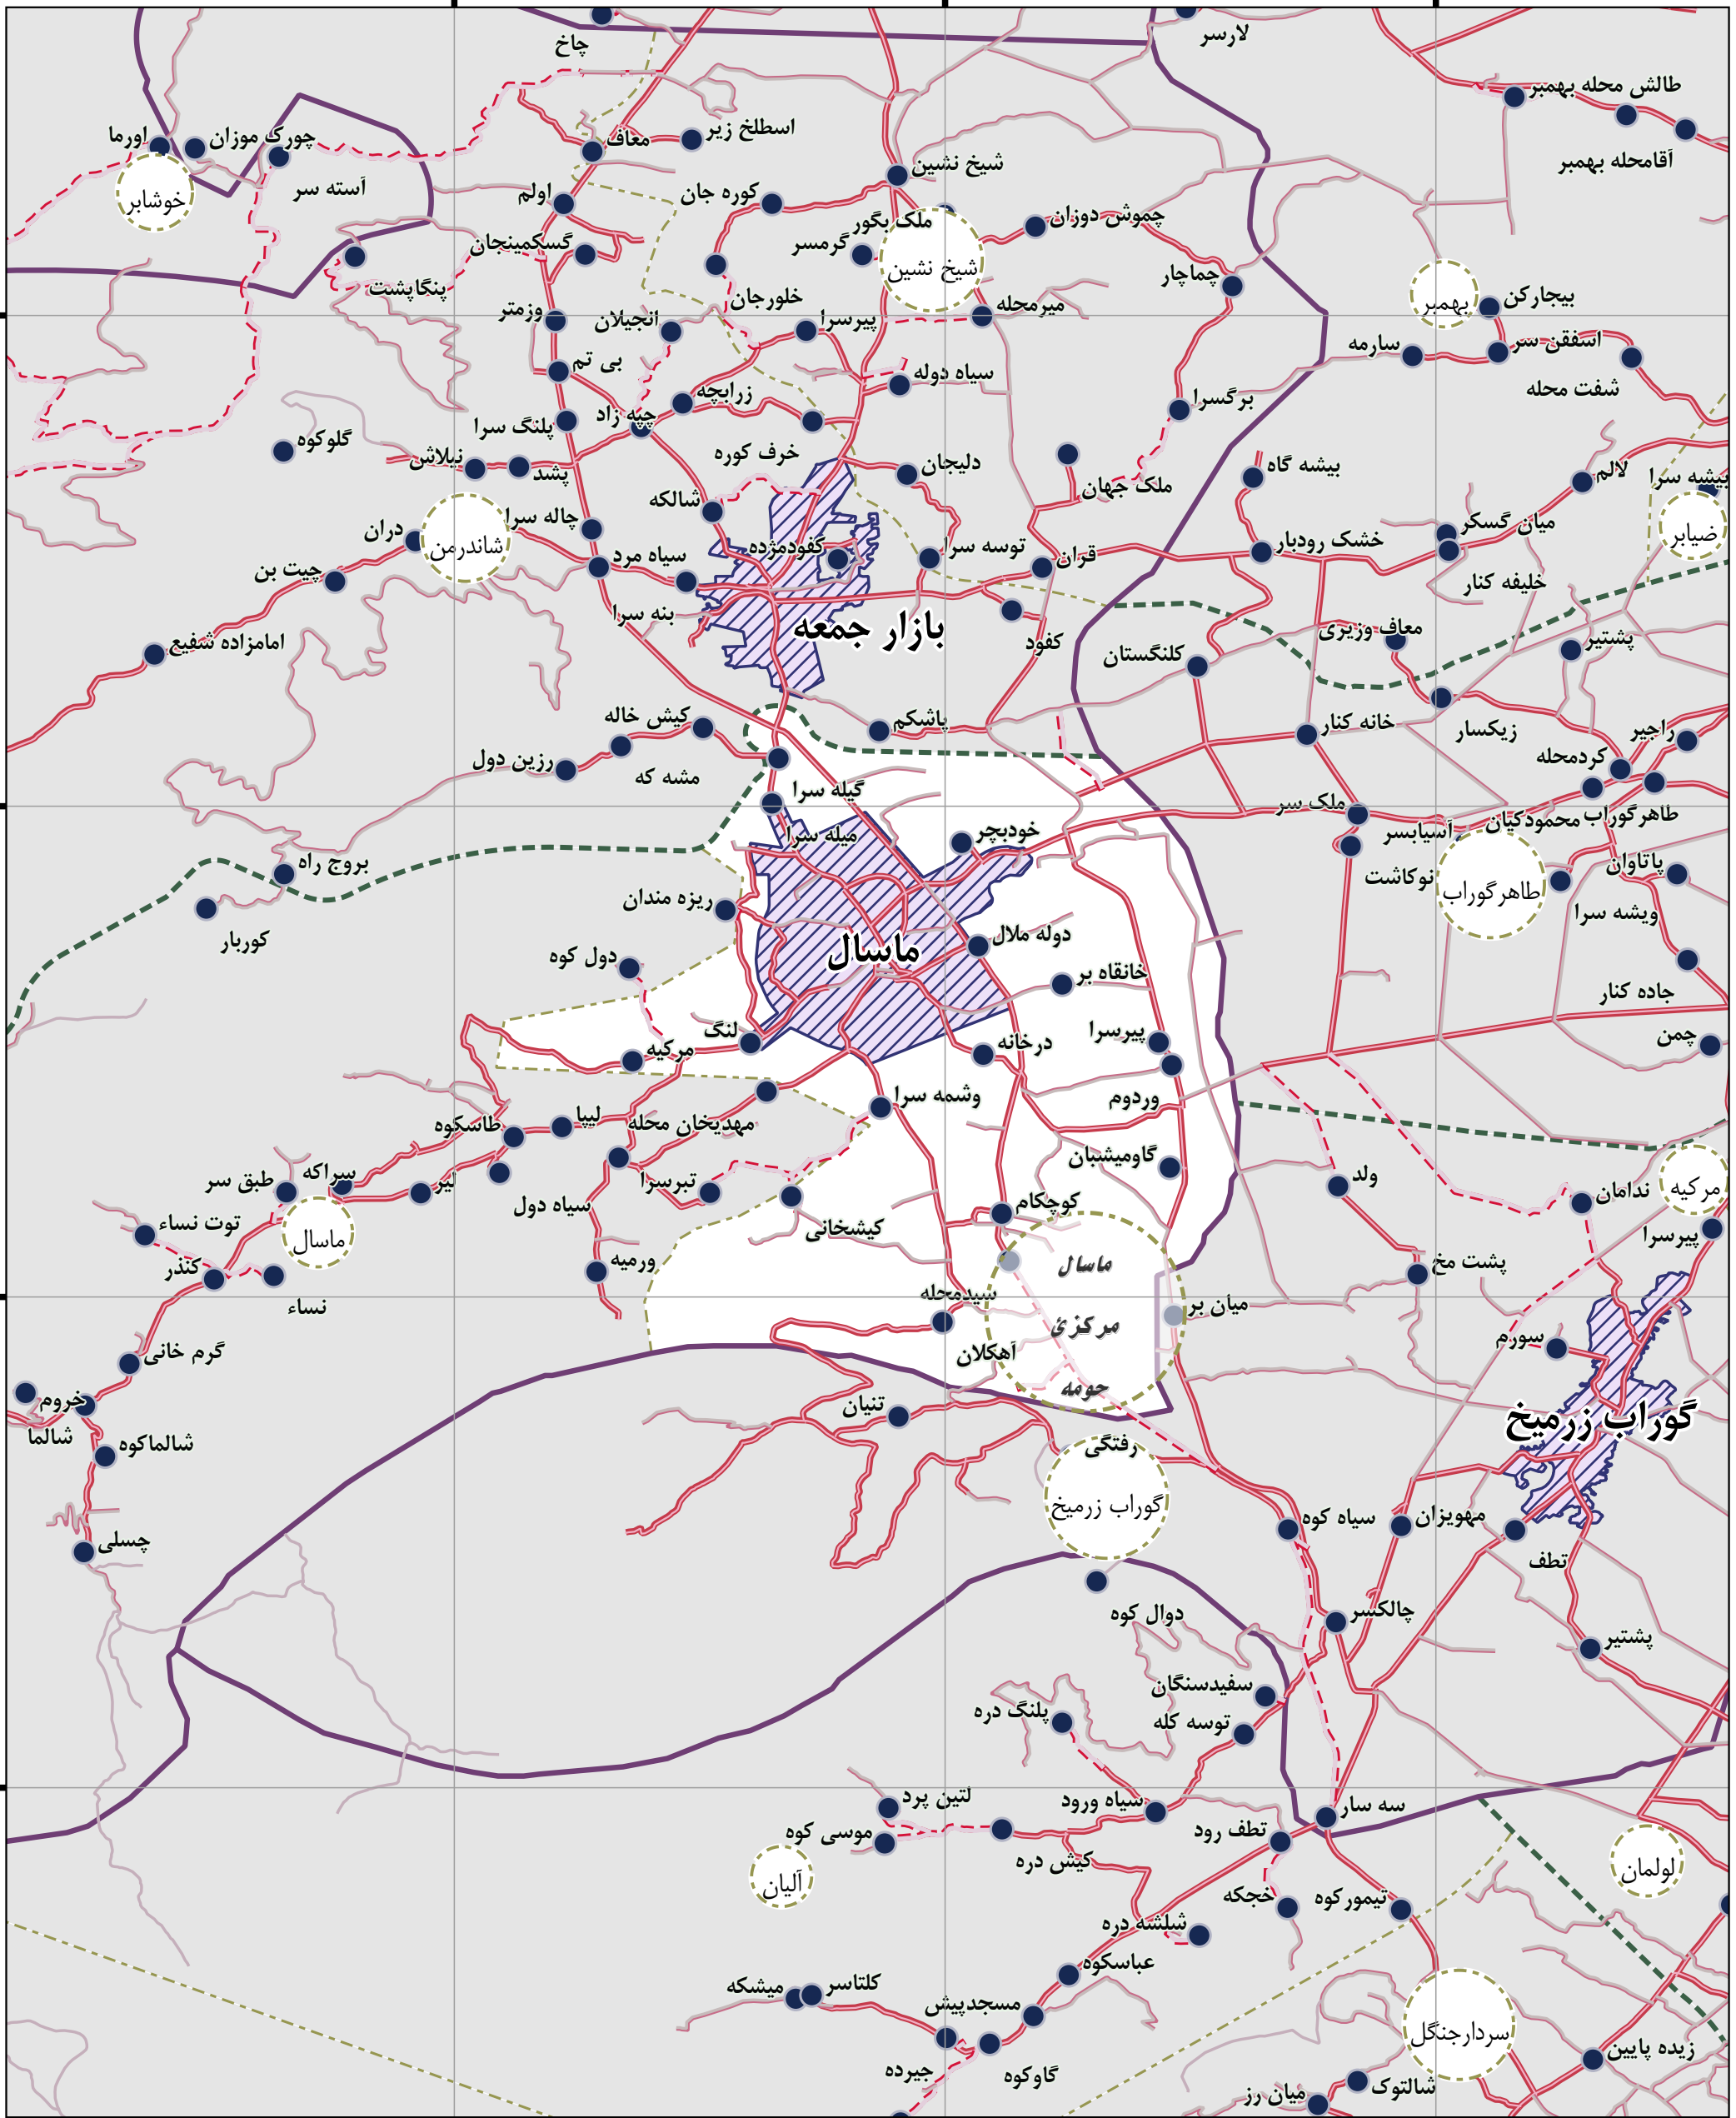 چاخ
لارسر
طالش محله بهمبر
آقامحله بهمبر
اورما
چورک موزان
آسته سر
خوشابر
معاف
اسطلخ زیر
شیخ نشین
اولم
کوره جان
ملک بگور
چموش دوزان
گسکمینجان
گرمسر
شیخ نشین
چماچار
پنگاپشت
خلورجان
میرمحله
بهمبر
بیجارکن
وزمتر
انجیلان
پیرسرا
سارمه
اسفقن سر
شفت محله
بی تم
سیاه دوله
زرابچه
برگسرا
پلنگ سرا
چپه زاد
گلوکوه
نیلاش
پشد
خرف کوره
دلیجان
ملک جهان
بیشه گاه
لالم
بیشه سرا
شالکه
دران
شاندرمن
چاله سرا
میان گسکر
ضیابر
چیت بن
سیاه مرد
کفودمژده
توسه سرا
قران
خشک رودبار
خلیفه کنار
بنه سرا
بازار جمعه
کفود
معاف وزیری
پشتیر
امامزاده شفیع
کلنگستان
کیش خاله
پاشکم
خانه کنار
زیکسار
راجیر
رزین دول
مشه که
کردمحله
گیله سرا
ملک سر
میله سرا
خودبچر
آسیابسر
محمودکیان
طاهرگوراب
بروج راه
نوکاشت
طاهرگوراب
پاتاوان
ریزه مندان
ویشه سرا
کوربار
دول کوه
ماسال
دوله ملال
خانقاه بر
جاده کنار
لنگ
مرکیه
درخانه
پیرسرا
چمن
وشمه سرا
وردوم
طاسکوه
لیپا
مهدیخان محله
گاومیشبان
سراکه
طبق سر
لیر
تبرسرا
ولد
ندامان
مرکیه
سیاه دول
کوچکام
توت نساء
ماسال
کیشخانی
پیرسرا
کنذر
نساء
ورمیه
ماسال
پشت مخ
سیدمحله
میان بر
مرکزی
سورم
گرم خانی
آهکلان
حومه
خروم
شالما
تنیان
گوراب زرمیخ
شالماکوه
رفتگی
گوراب زرمیخ
سیاه کوه
مهویزان
چسلی
تطف
دوال کوه
چالکسر
پشتیر
سفیدسنگان
پلنگ دره
توسه کله
لتین پرد
سیاه ورود
سه سار
موسی کوه
تطف رود
کیش دره
آلیان
لولمان
خجکه
تیمورکوه
شیلشه دره
عباسکوه
میشکه
کلتاسر
مسجدپیش
سردارجنگل
جیرده
گاوکوه
زیده پایین
شالتوک
میان رز